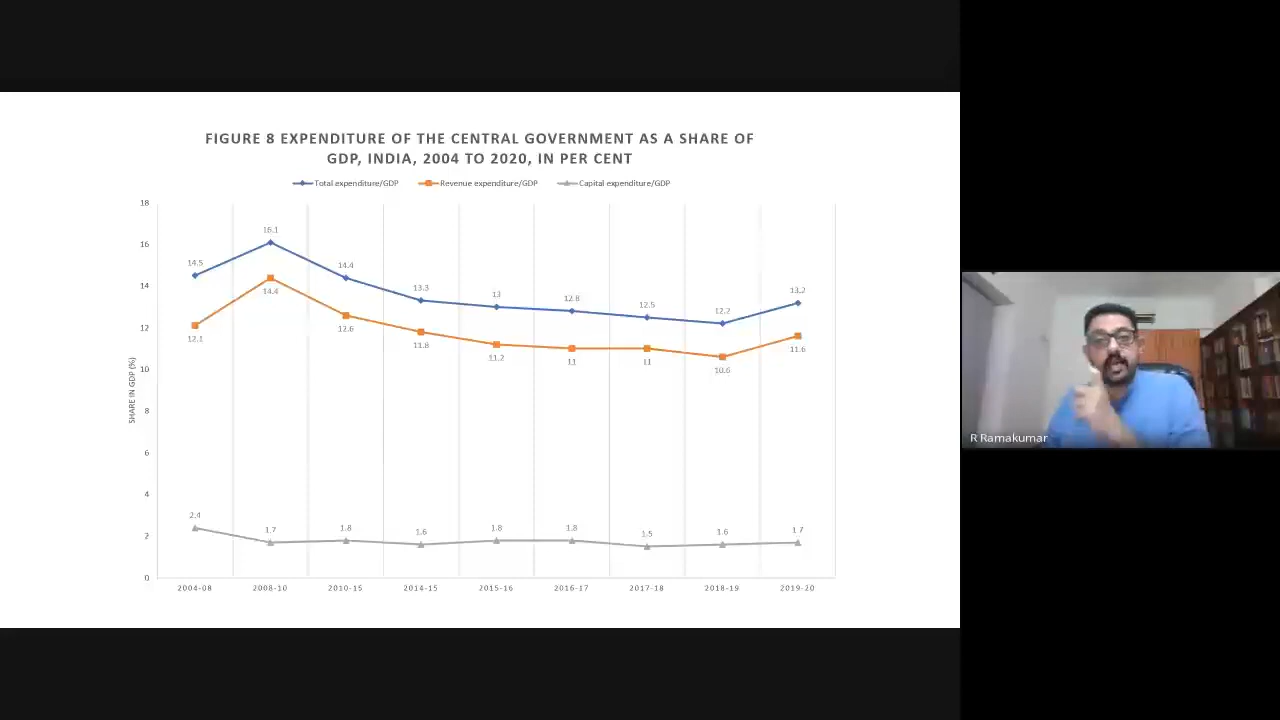 FIGURE 8 EXPENDITURE OF THE CENTRAL GOVERNMENT AS A SHARE OF
GDP, INDIA, 2004 TO 2020, IN PER CENT
Total expenditure/GDP Revenue expenditure/GDP Capital expenditure/GDP
SHARE IN GDP (%)
18
16
14
12
10
8
6
4
2
0
14.5 16.1 14.4 13.3 13 12.8 12.5 12.2 13.2
12.1 14.4 12.6 11.8 11.2 11 11 10.6 11.6
2.4 1.7 1.8 1.6 1.8 1.8 1.5 1.6 1.7
2004-08 2008-10 2010-15 2014-15 2015-16 2016-17 2017-18 2018-19 2019-20
R Ramakumar